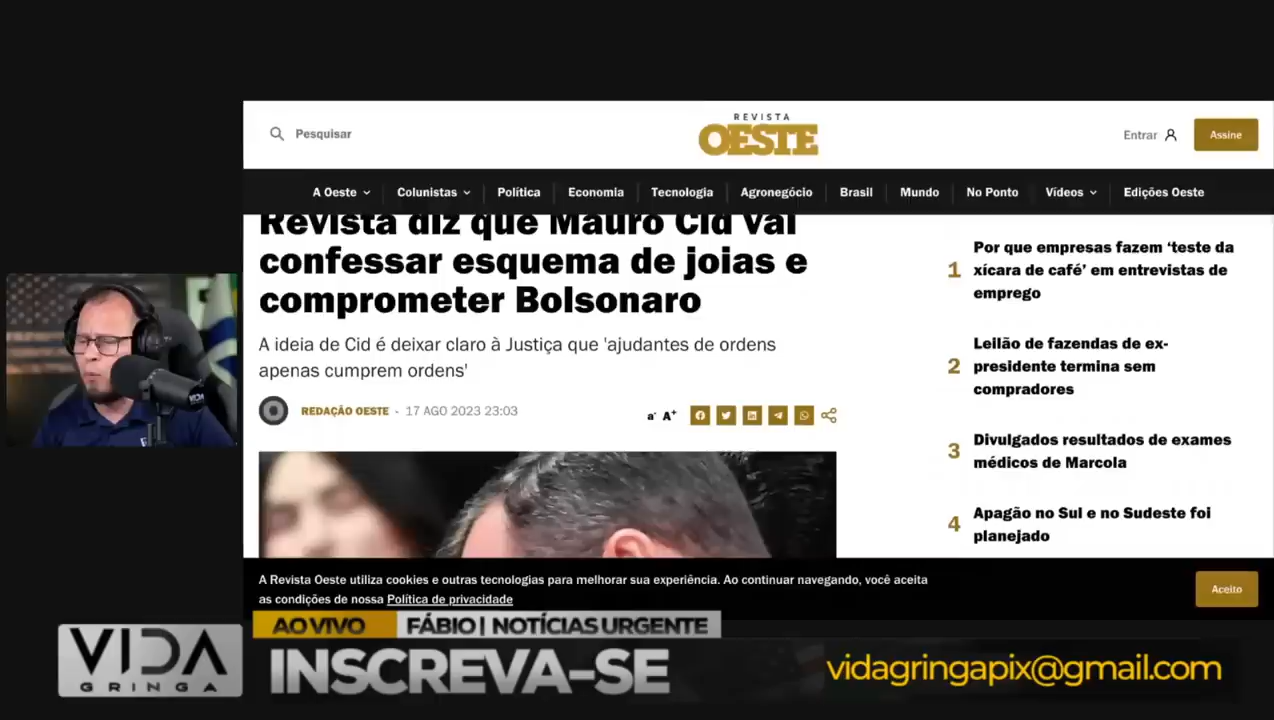 Pesquisar
REVISTA
OESTE
Entrar
Assine
A Oeste
Colunistas
Política
Economia
Tecnologia
Agronegócio
Brasil
Mundo
No Ponto
Vídeos
Edições Oeste
Revista diz que Mauro Cid vai
confessar esquema de joias e
comprometer Bolsonaro
A ideia de Cid é deixar claro à Justiça que 'ajudantes de ordens
apenas cumprem ordens'
REDAÇÃO OESTE - 17 AGO 2023 23:03
a- A+
1
Por que empresas fazem ‘teste da
xícara de café’ em entrevistas de
emprego
2
Leilão de fazendas de ex-
presidente termina sem
compradores
3
Divulgados resultados de exames
médicos de Marcola
4
Apagão no Sul e no Sudeste foi
planejado
A Revista Oeste utiliza cookies e outras tecnologias para melhorar sua experiência. Ao continuar navegando, você aceita
as condições de nossa Política de privacidade
Aceito
AO VIVO
FÁBIO | NOTÍCIAS URGENTE
VIDA
GRINGA
INSCREVA-SE
vidagringapix@gmail.com